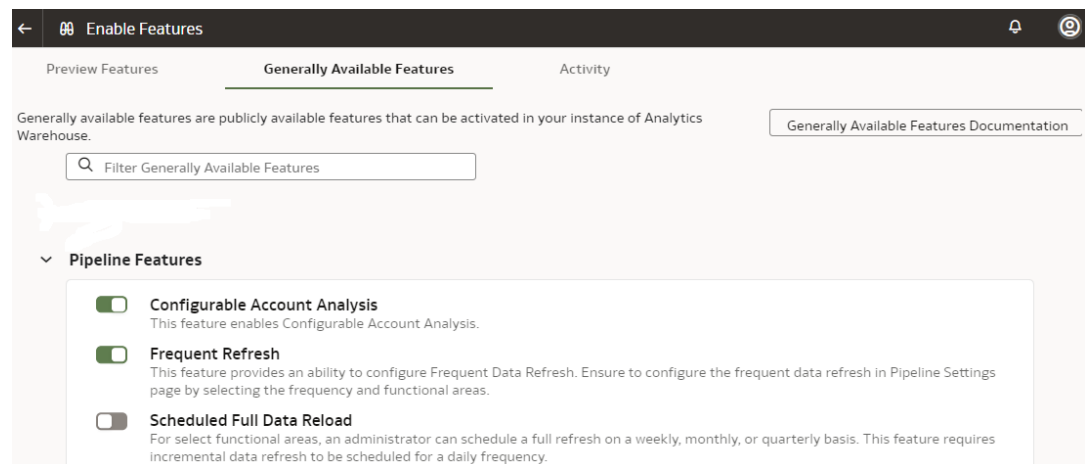 Enable Features
Preview Features
Generally Available Features
Activity
Generally available features are publicly available features that can be activated in your instance of Analytics
Warehouse.
Generally Available Features Documentation
Filter Generally Available Features
Pipeline Features
Configurable Account Analysis
This feature enables Configurable Account Analysis.
Frequent Refresh
This feature provides an ability to configure Frequent Data Refresh. Ensure to configure the frequent data refresh in Pipeline Settings
page by selecting the frequency and functional areas.
Scheduled Full Data Reload
For select functional areas, an administrator can schedule a full refresh on a weekly, monthly, or quarterly basis. This feature requires
incremental data refresh to be scheduled for a daily frequency.